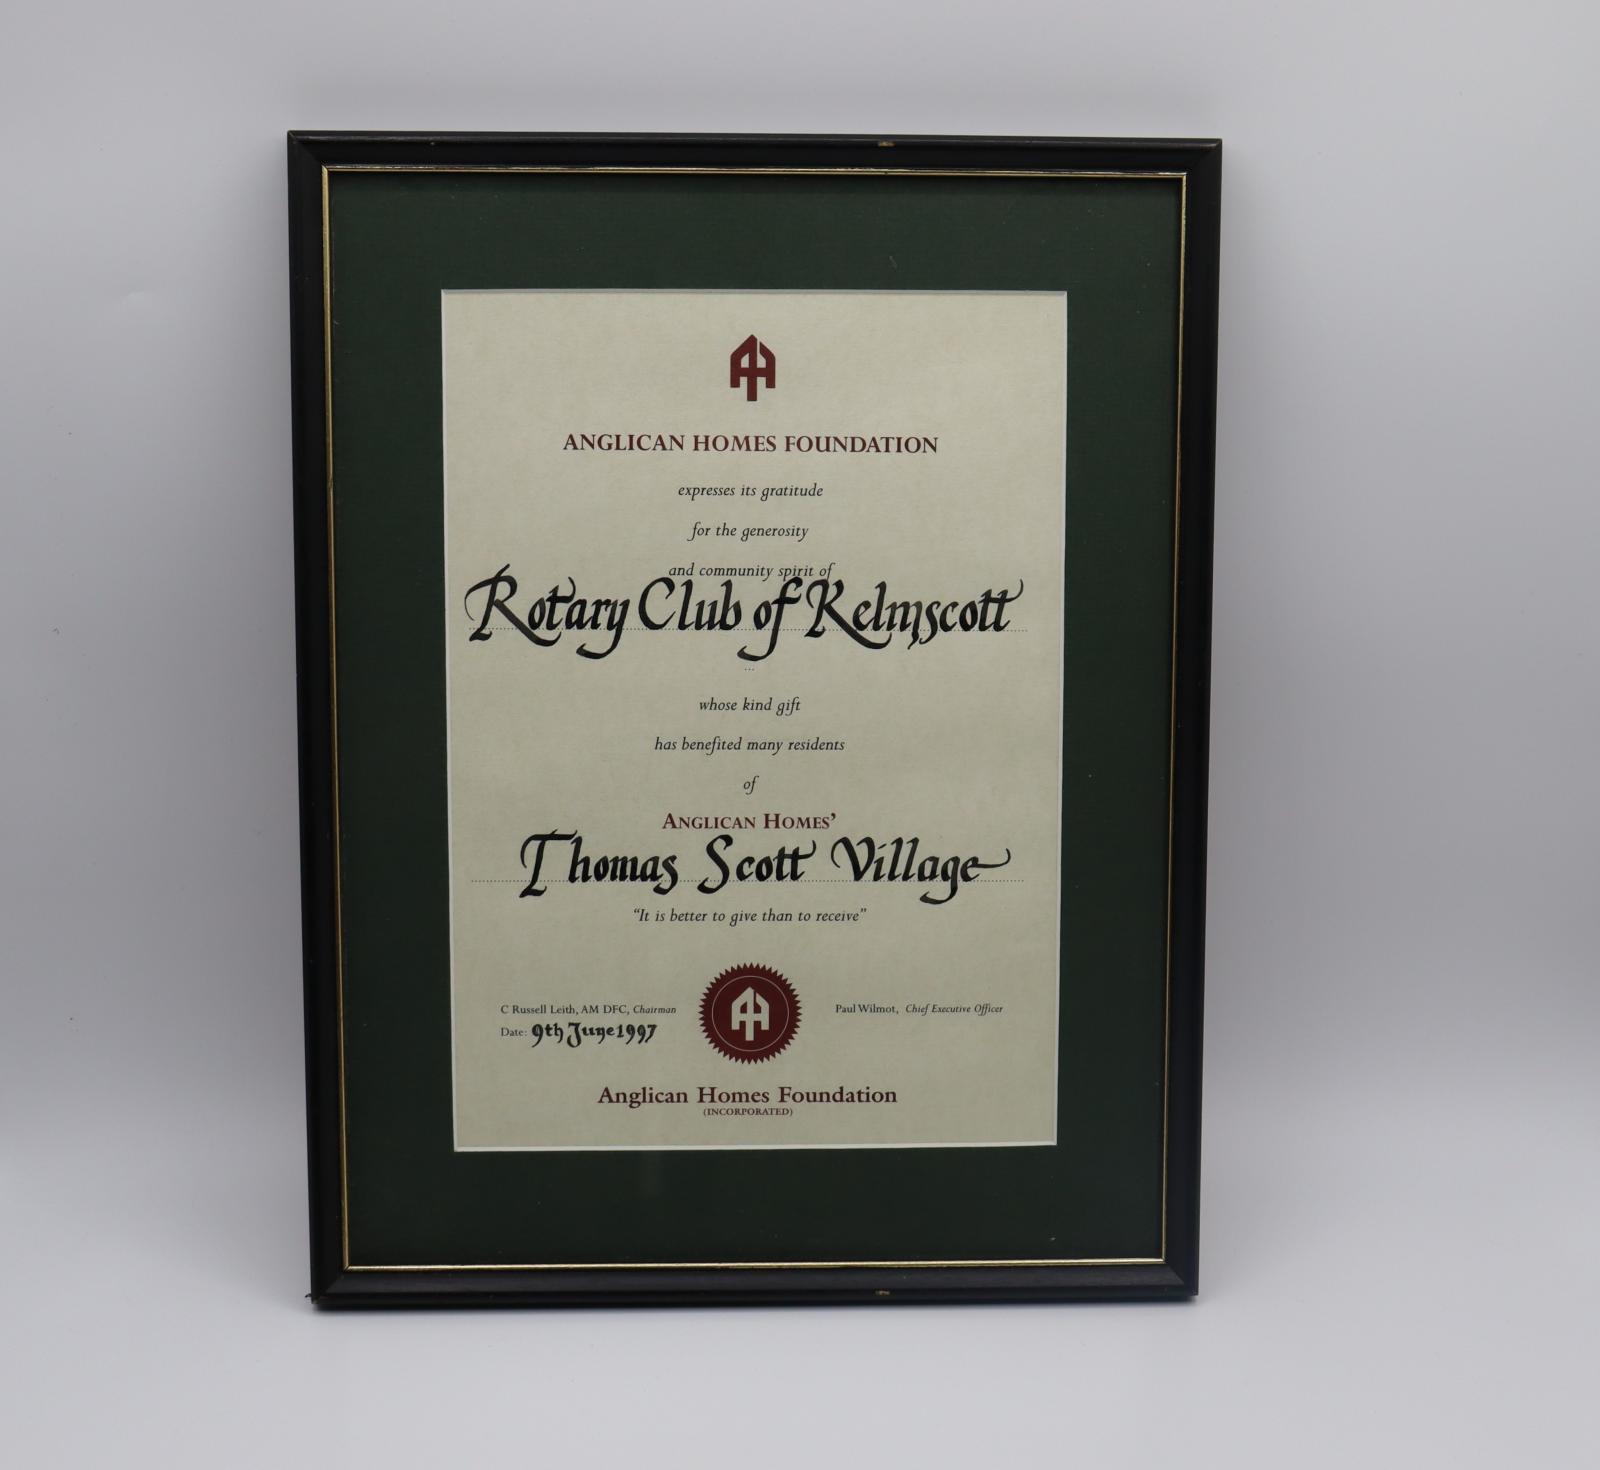 ANGLICAN HOMES FOUNDATION
expresses its gratitude
for the generosity
and community spirit of
Rotary Club of Kelmscott
...
whose kind gift
has benefited many residents
of
ANGLICAN HOMES’
Thomas Scott Village
“It is better to give than to receive”
C Russell Leith, AM DFC, Chairman
Paul Wilmot, Chief Executive Officer
Date: 9th June 1997
Anglican Homes Foundation
(INCORPORATED)